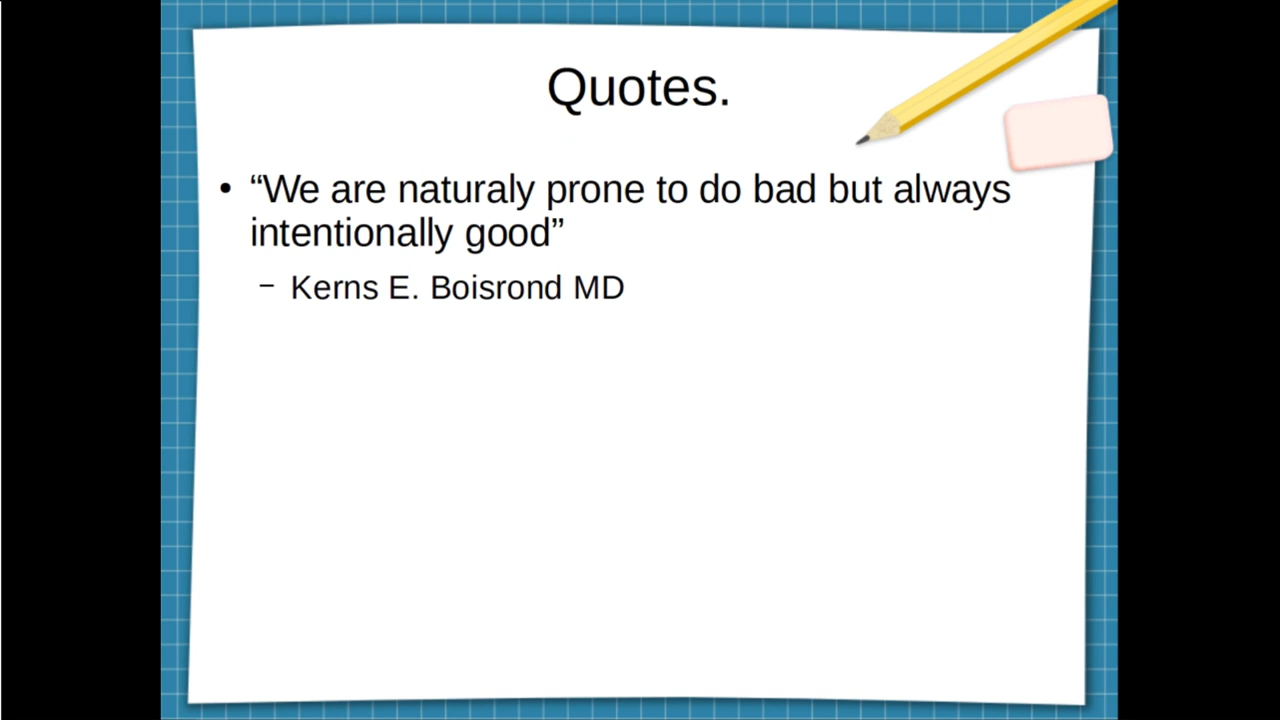 Quotes.
• “We are naturaly prone to do bad but always
intentionally good”
– Kerns E. Boisrond MD